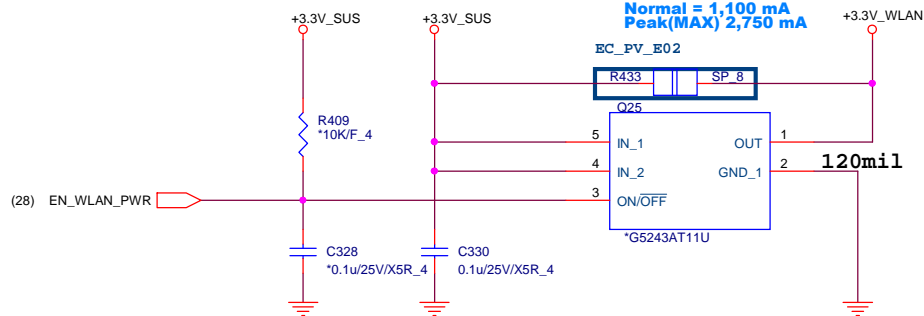 Normal = 1,100 mA
Peak(MAX) 2,750 mA
+3.3V_SUS
+3.3V_SUS
+3.3V_WLAN
EC_PV_E02
R433
SP_8
Q25
R409
*10K/F_4
5
IN_1
OUT
1
4
IN_2
GND_1
2
120mil
(28)
EN_WLAN_PWR
3
ON/OFF
C328
*0.1u/25V/X5R_4
C330
0.1u/25V/X5R_4
*G5243AT11U